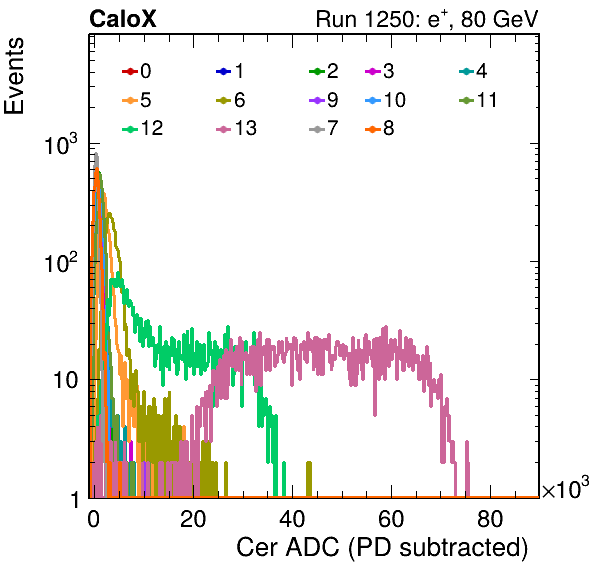 CaloX Run 1250: e⁺, 80 GeV
Events
0 1 2 3 4
5 6 9 10 11
12 13 7 8
10³
10²
10
1
0 20 40 60 80 ×10³
Cer ADC (PD subtracted)